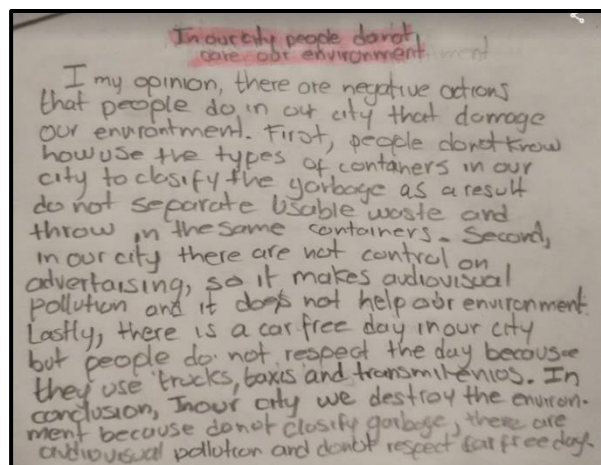 In our city people do not
care obr environment
I my opinion, there are negative actions
that people do in our city that damage
our environtment. First, people do not know
how use the types of contaners in our
city to clasify the garbage as a result
do not separate Usable waste and
throw in the same containers. Second,
in our city there are not control on
advertaising, so it makes audiovisual
pollution and it does not help obr environment.
Lastly, there is a car free day in our city
but people do not respect the day because
they use trucks, taxis and transmilenios. In
conclusion, In our city we destroy the environ-
ment because do not clasify garbage, there are
audiovisual pollution and do not respect car free day.